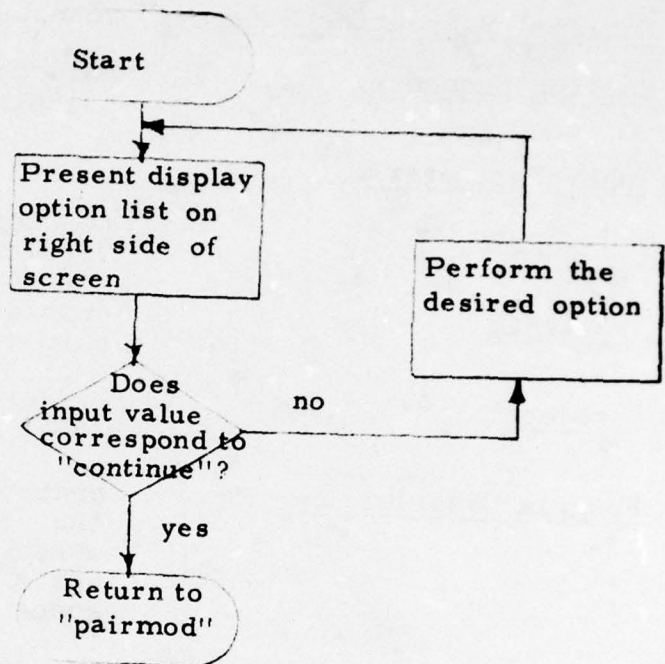 Start
Present display
option list on
right side of
screen
Perform the
desired option
Does
input value
correspond to
"continue"?
no
yes
Return to
"pairmod"